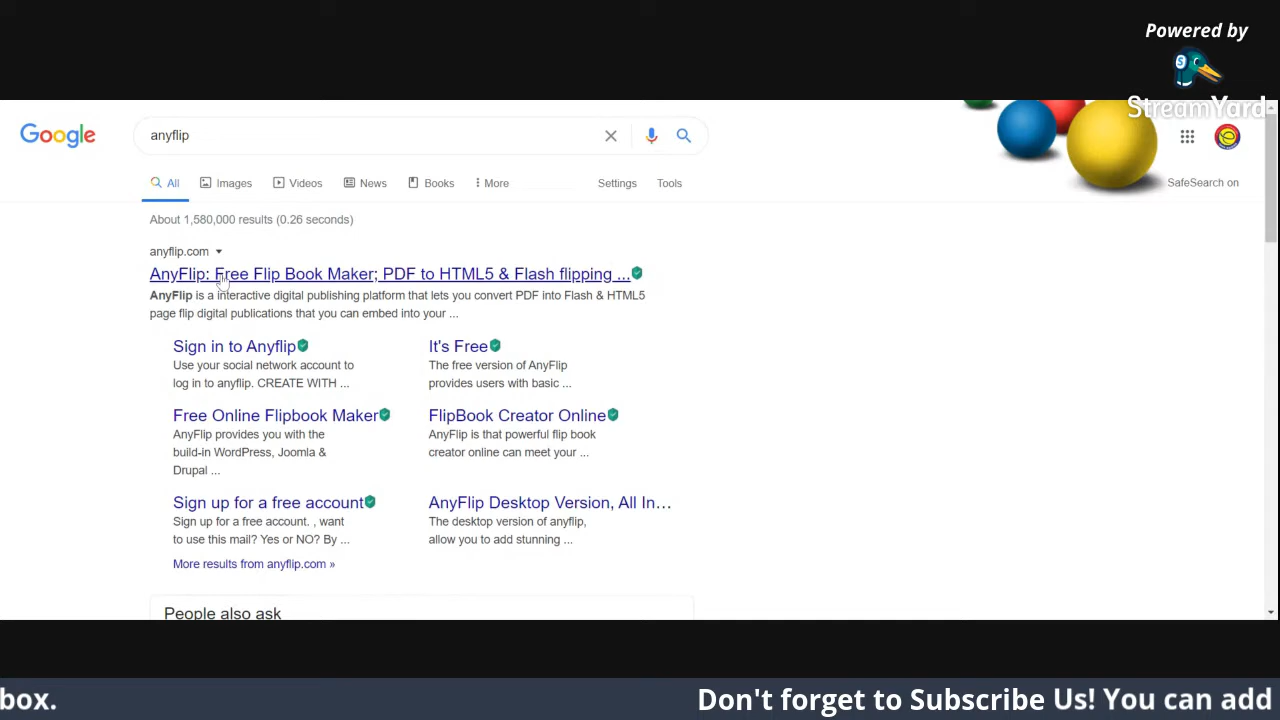 Powered by
StreamYard
Google
anyflip
All
Images
Videos
News
Books
More
Settings
Tools
SafeSearch on
About 1,580,000 results (0.26 seconds)
anyflip.com
AnyFlip: Free Flip Book Maker; PDF to HTML5 & Flash flipping ...
AnyFlip is a interactive digital publishing platform that lets you convert PDF into Flash & HTML5
page flip digital publications that you can embed into your ...
Sign in to Anyflip
Use your social network account to
log in to anyflip. CREATE WITH ...
It's Free
The free version of AnyFlip
provides users with basic ...
Free Online Flipbook Maker
AnyFlip provides you with the
build-in WordPress, Joomla &
Drupal ...
FlipBook Creator Online
AnyFlip is that powerful flip book
creator online can meet your ...
Sign up for a free account
Sign up for a free account. , want
to use this mail? Yes or NO? By ...
AnyFlip Desktop Version, All In...
The desktop version of anyflip,
allow you to add stunning ...
More results from anyflip.com »
People also ask
box.
Don't forget to Subscribe Us! You can add